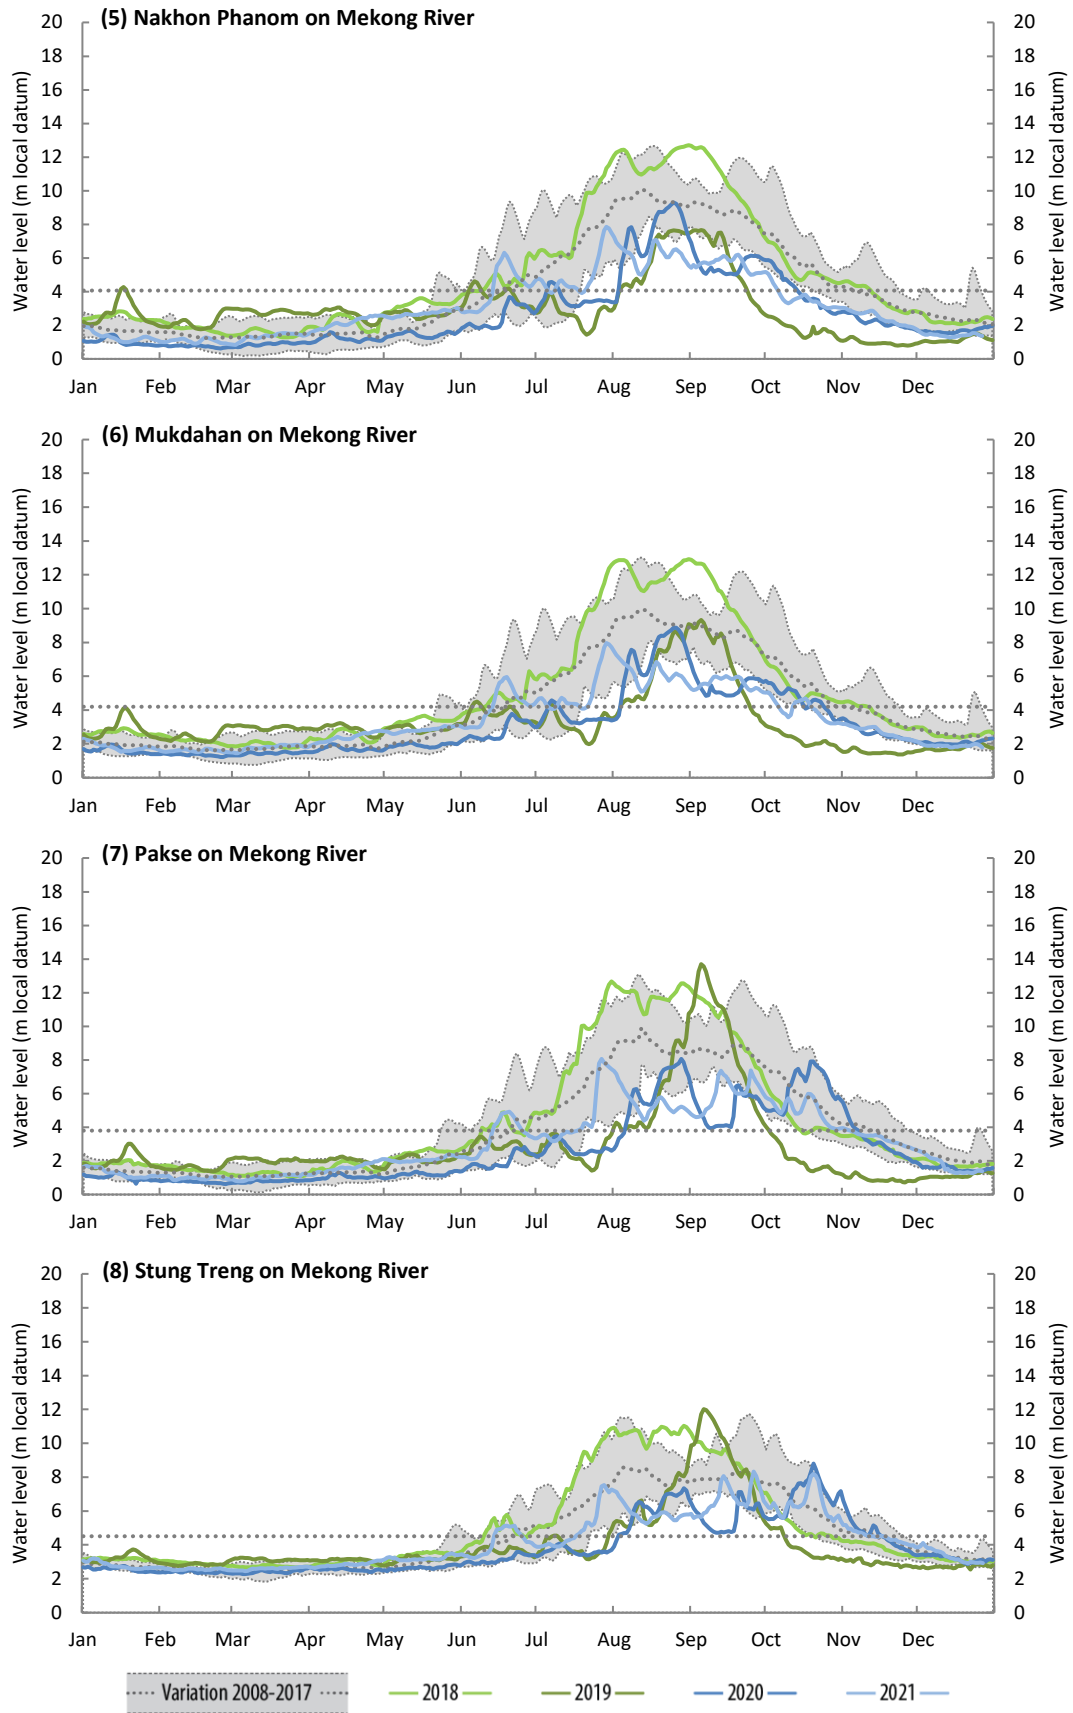 (5) Nakhon Phanom on Mekong River
Water level (m local datum)
20 18 16 14 12 10 8 6 4 2 0
20 18 16 14 12 10 8 6 4 2 0
Water level (m local datum)
Jan Feb Mar Apr May Jun Jul Aug Sep Oct Nov Dec
(6) Mukdahan on Mekong River
Water level (m local datum)
20 18 16 14 12 10 8 6 4 2 0
20 18 16 14 12 10 8 6 4 2 0
Water level (m local datum)
Jan Feb Mar Apr May Jun Jul Aug Sep Oct Nov Dec
(7) Pakse on Mekong River
Water level (m local datum)
20 18 16 14 12 10 8 6 4 2 0
20 18 16 14 12 10 8 6 4 2 0
Water level (m local datum)
Jan Feb Mar Apr May Jun Jul Aug Sep Oct Nov Dec
(8) Stung Treng on Mekong River
Water level (m local datum)
20 18 16 14 12 10 8 6 4 2 0
20 18 16 14 12 10 8 6 4 2 0
Water level (m local datum)
Jan Feb Mar Apr May Jun Jul Aug Sep Oct Nov Dec
Variation 2008-2017 2018 2019 2020 2021